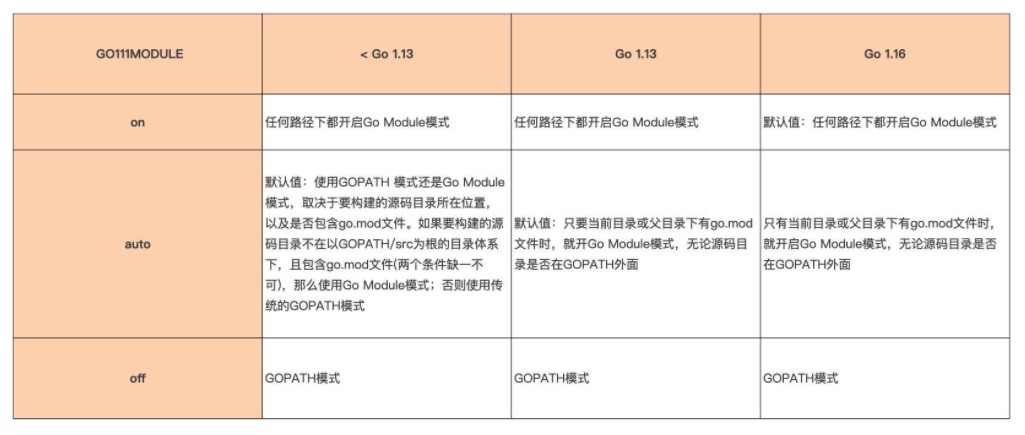 GO111MODULE
< Go 1.13
Go 1.13
Go 1.16
on
任何路径下都开启Go Module模式
任何路径下都开启Go Module模式
默认值：任何路径下都开启Go Module模式
auto
默认值：使用GOPATH 模式还是Go Module
模式，取决于要构建的源码目录所在位置，
以及是否包含go.mod文件。如果要构建的源
码目录不在以GOPATH/src为根的目录体系
下，且包含go.mod文件(两个条件缺一不
可)，那么使用Go Module模式；否则使用传
统的GOPATH模式
默认值：只要当前目录或父目录下有go.mod
文件时，就开Go Module模式，无论源码目
录是否在GOPATH外面
只有当前目录或父目录下有go.mod文件时，
就开启Go Module模式，无论源码目录是否
在GOPATH外面
off
GOPATH模式
GOPATH模式
GOPATH模式